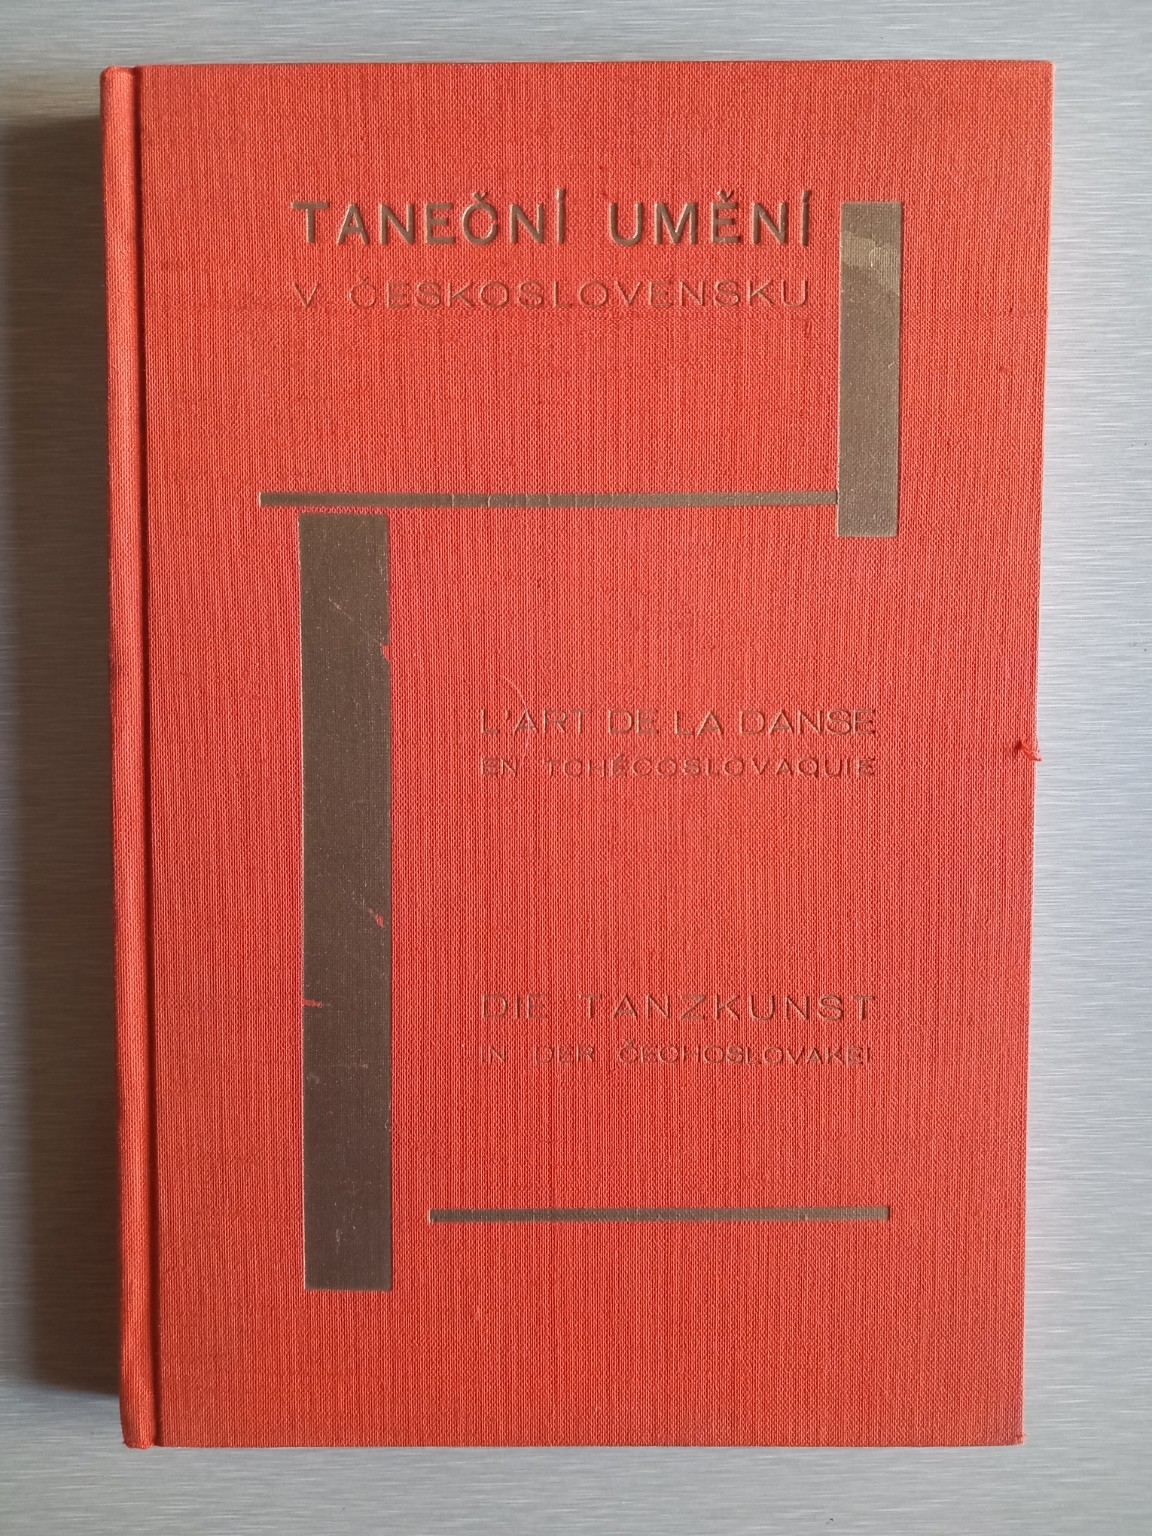 TANEČNÍ UMĚNÍ
V ČESKOSLOVENSKU
L'ART DE LA DANSE
EN TCHÉCOSLOVAQUIE
DIE TANZKUNST
IN DER ČECHOSLOVAKEI